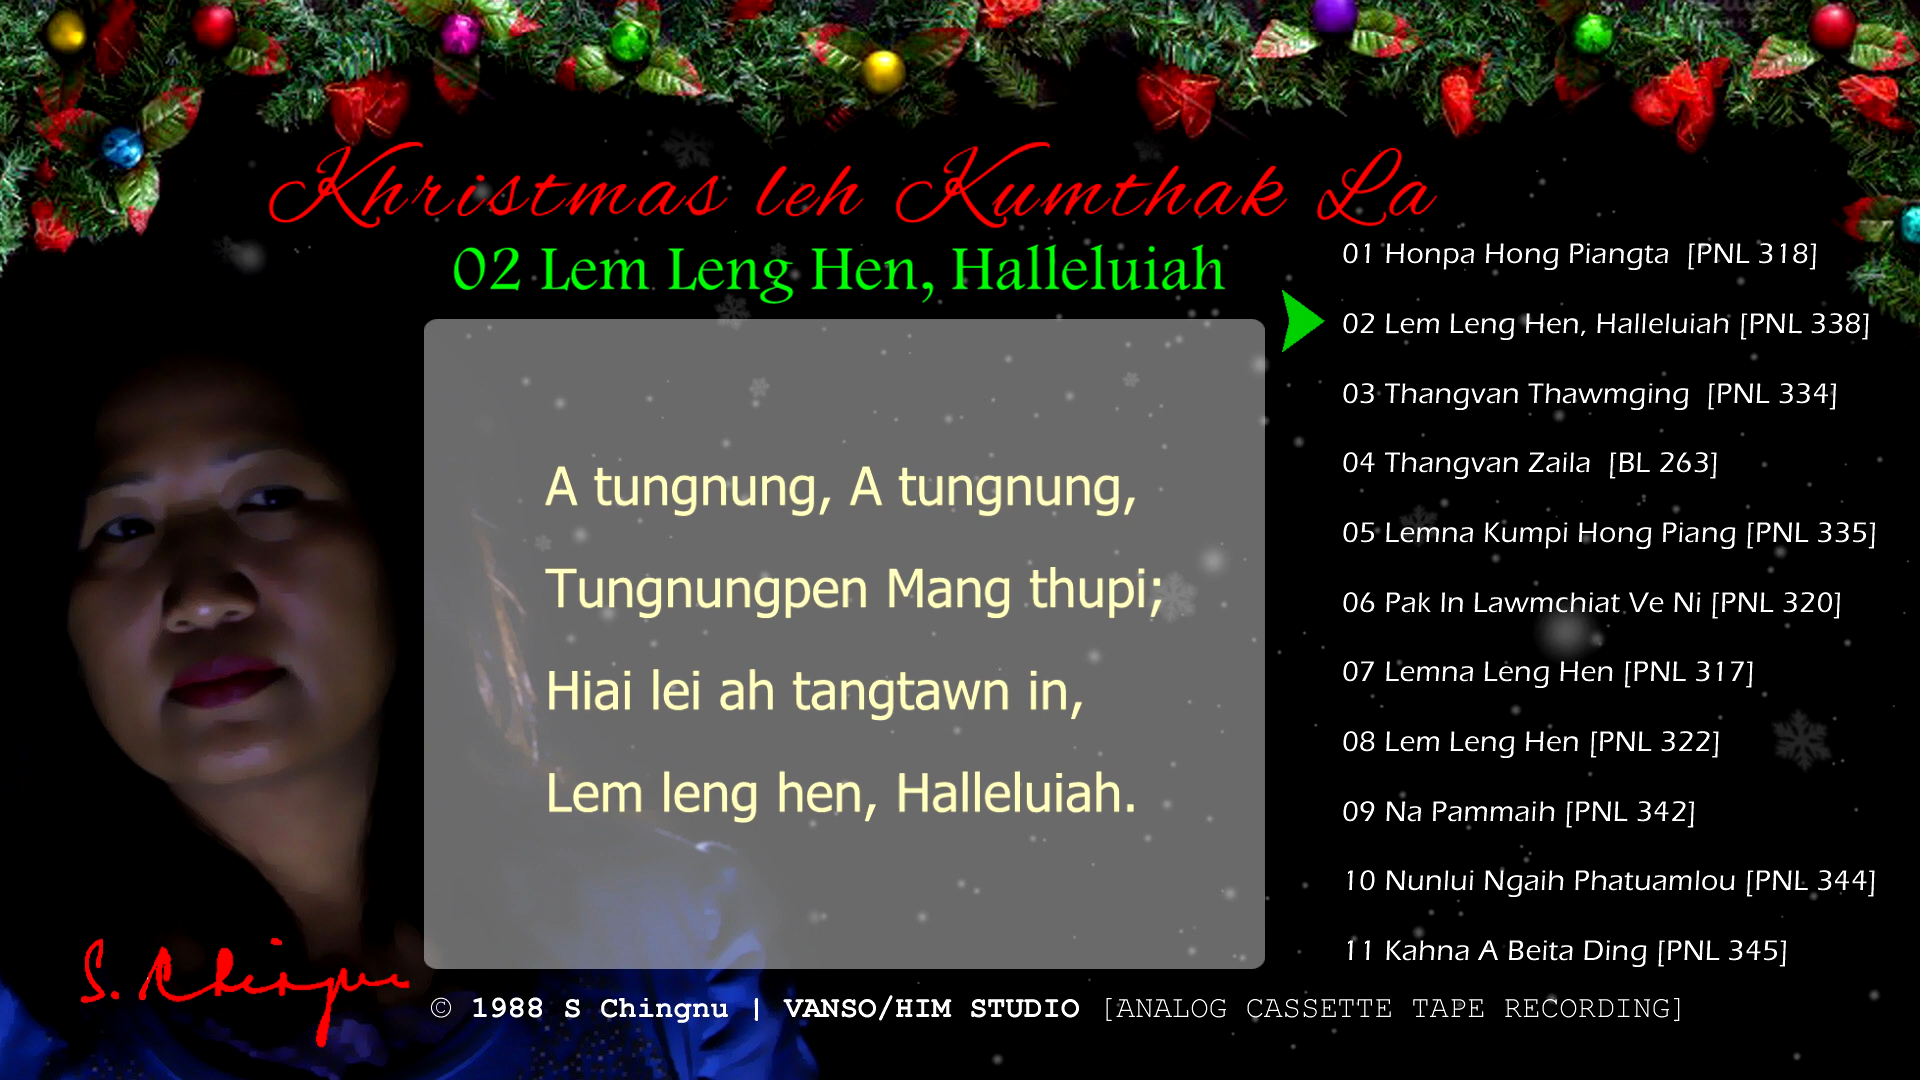 Khristmas leh Kumthak La
02 Lem Leng Hen, Halleluiah
A tungnung, A tungnung,
Tungnungpen Mang thupi;
Hiai lei ah tangtawn in,
Lem leng hen, Halleluiah.
01 Honpa Hong Piangta [PNL 318]
02 Lem Leng Hen, Halleluiah [PNL 338]
03 Thangvan Thawmging [PNL 334]
04 Thangvan Zaila [BL 263]
05 Lemna Kumpi Hong Piang [PNL 335]
06 Pak In Lawmchiat Ve Ni [PNL 320]
07 Lemna Leng Hen [PNL 317]
08 Lem Leng Hen [PNL 322]
09 Na Pammaih [PNL 342]
10 Nunlui Ngaih Phatuamlou [PNL 344]
11 Kahna A Beita Ding [PNL 345]
S. Chingnu
© 1988 S Chingnu | VANSO/HIM STUDIO [ANALOG CASSETTE TAPE RECORDING]